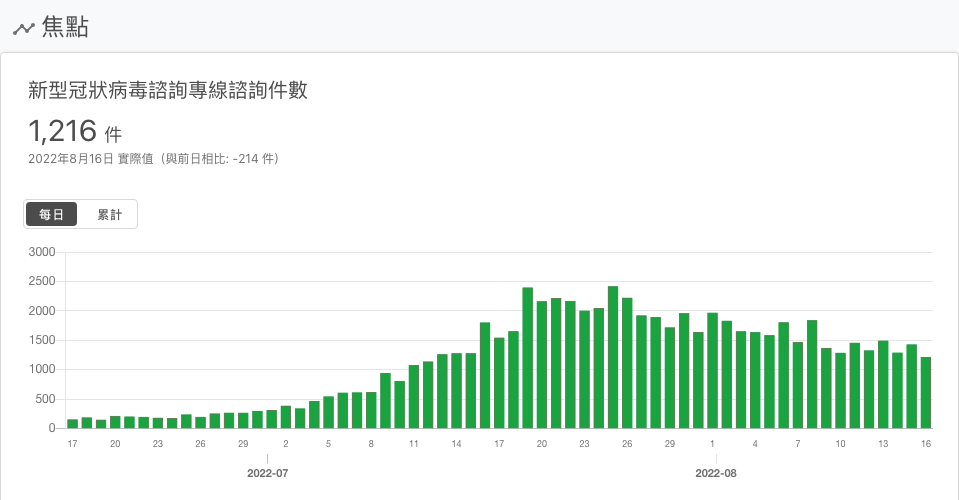 焦點
新型冠狀病毒諮詢專線諮詢件數
1,216 件
2022年8月16日 實際值（與前日相比: -214 件）
每日 累計
3000
2500
2000
1500
1000
500
0
17 20 23 26 29 2 5 8 11 14 17 20 23 26 29 1 4 7 10 13 16
2022-07 2022-08